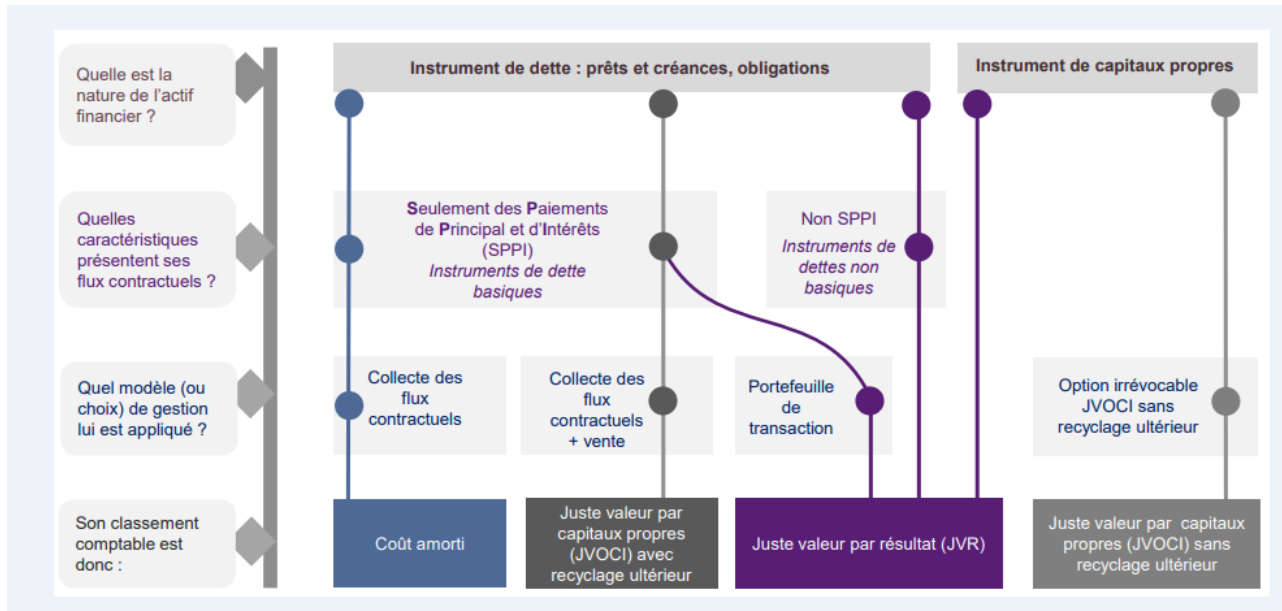 Quelle est la
nature de l'actif
financier ?
Instrument de dette : prêts et créances, obligations
Instrument de capitaux propres
Quelles
caractéristiques
présentent ses
flux contractuels ?
Seulement des Paiements
de Principal et d'Intérêts
(SPPI)
Instruments de dette
basiques
Non SPPI
Instruments de
dettes non
basiques
Quel modèle (ou
choix) de gestion
lui est appliqué ?
Collecte des
flux
contractuels
Collecte des
flux
contractuels
+ vente
Portefeuille
de
transaction
Option irrévocable
JVOCI sans
recyclage ultérieur
Son classement
comptable est
donc :
Coût amorti
Juste valeur par
capitaux propres
(JVOCI) avec
recyclage ultérieur
Juste valeur par résultat (JVR)
Juste valeur par capitaux
propres (JVOCI) sans
recyclage ultérieur